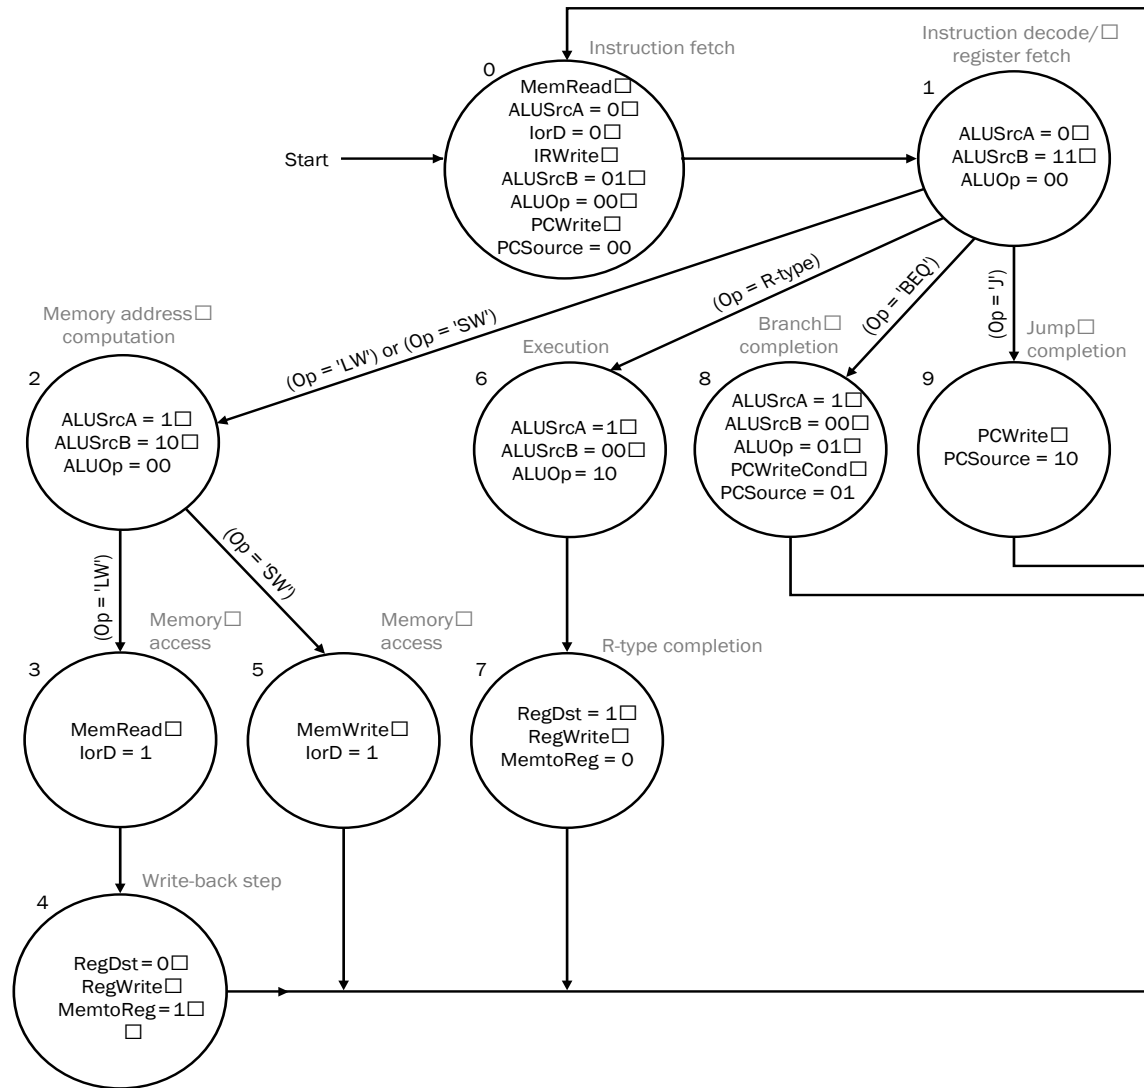 Instruction fetch
Instruction decode/□
register fetch
0
MemRead□
ALUSrcA = 0□
IorD = 0□
IRWrite□
ALUSrcB = 01□
ALUOp = 00□
PCWrite□
PCSource = 00
1
ALUSrcA = 0□
ALUSrcB = 11□
ALUOp = 00
Start
(Op = 'LW') or (Op = 'SW')
(Op = R-type)
(Op = 'BEQ')
(Op = 'J')
Memory address□
computation
2
ALUSrcA = 1□
ALUSrcB = 10□
ALUOp = 00
Execution
6
ALUSrcA = 1□
ALUSrcB = 00□
ALUOp = 10
Branch□
completion
8
ALUSrcA = 1□
ALUSrcB = 00□
ALUOp = 01□
PCWriteCond□
PCSource = 01
Jump□
completion
9
PCWrite□
PCSource = 10
(Op = 'LW')
(Op = 'SW')
Memory□
access
3
MemRead□
IorD = 1
Memory□
access
5
MemWrite□
IorD = 1
R-type completion
7
RegDst = 1□
RegWrite□
MemtoReg = 0
Write-back step
4
RegDst = 0□
RegWrite□
MemtoReg = 1□
□